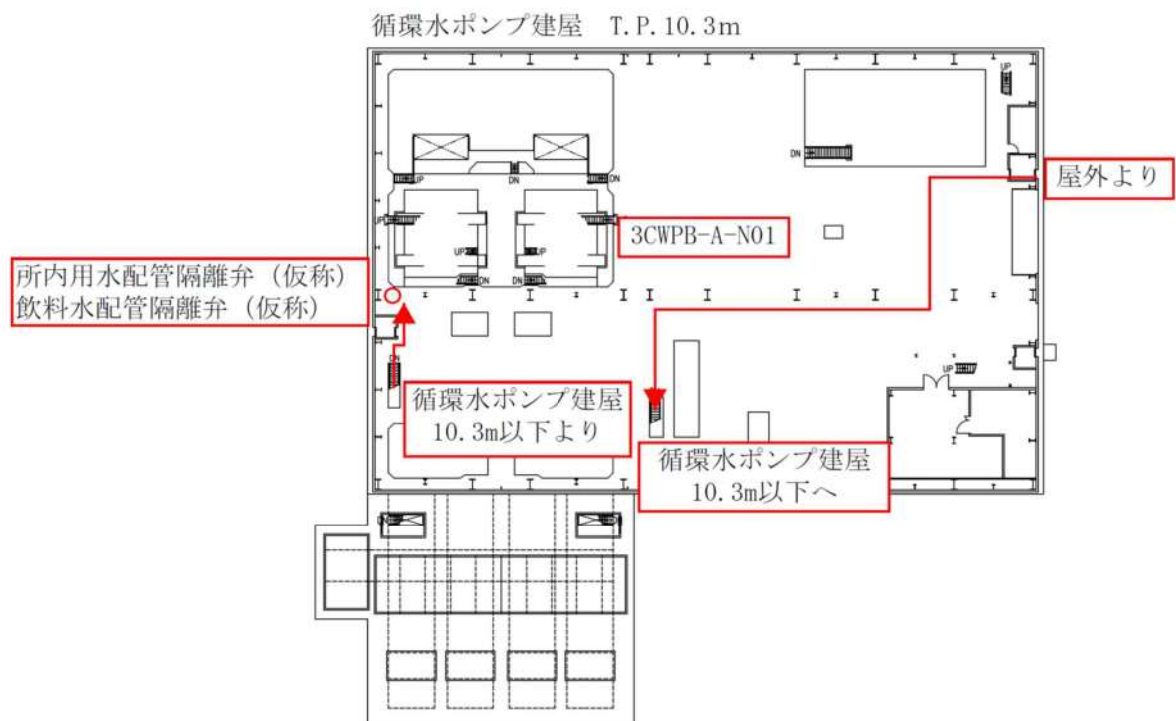 循環水ポンプ建屋　T.P.10.3m
UP
DN
UP
DN
DN
屋外より
UP
3CWPB-A-N01
UP
UP
DN
DN
所内用水配管隔離弁（仮称）
飲料水配管隔離弁（仮称）
DN
UP
循環水ポンプ建屋
10.3m以下より
循環水ポンプ建屋
10.3m以下へ